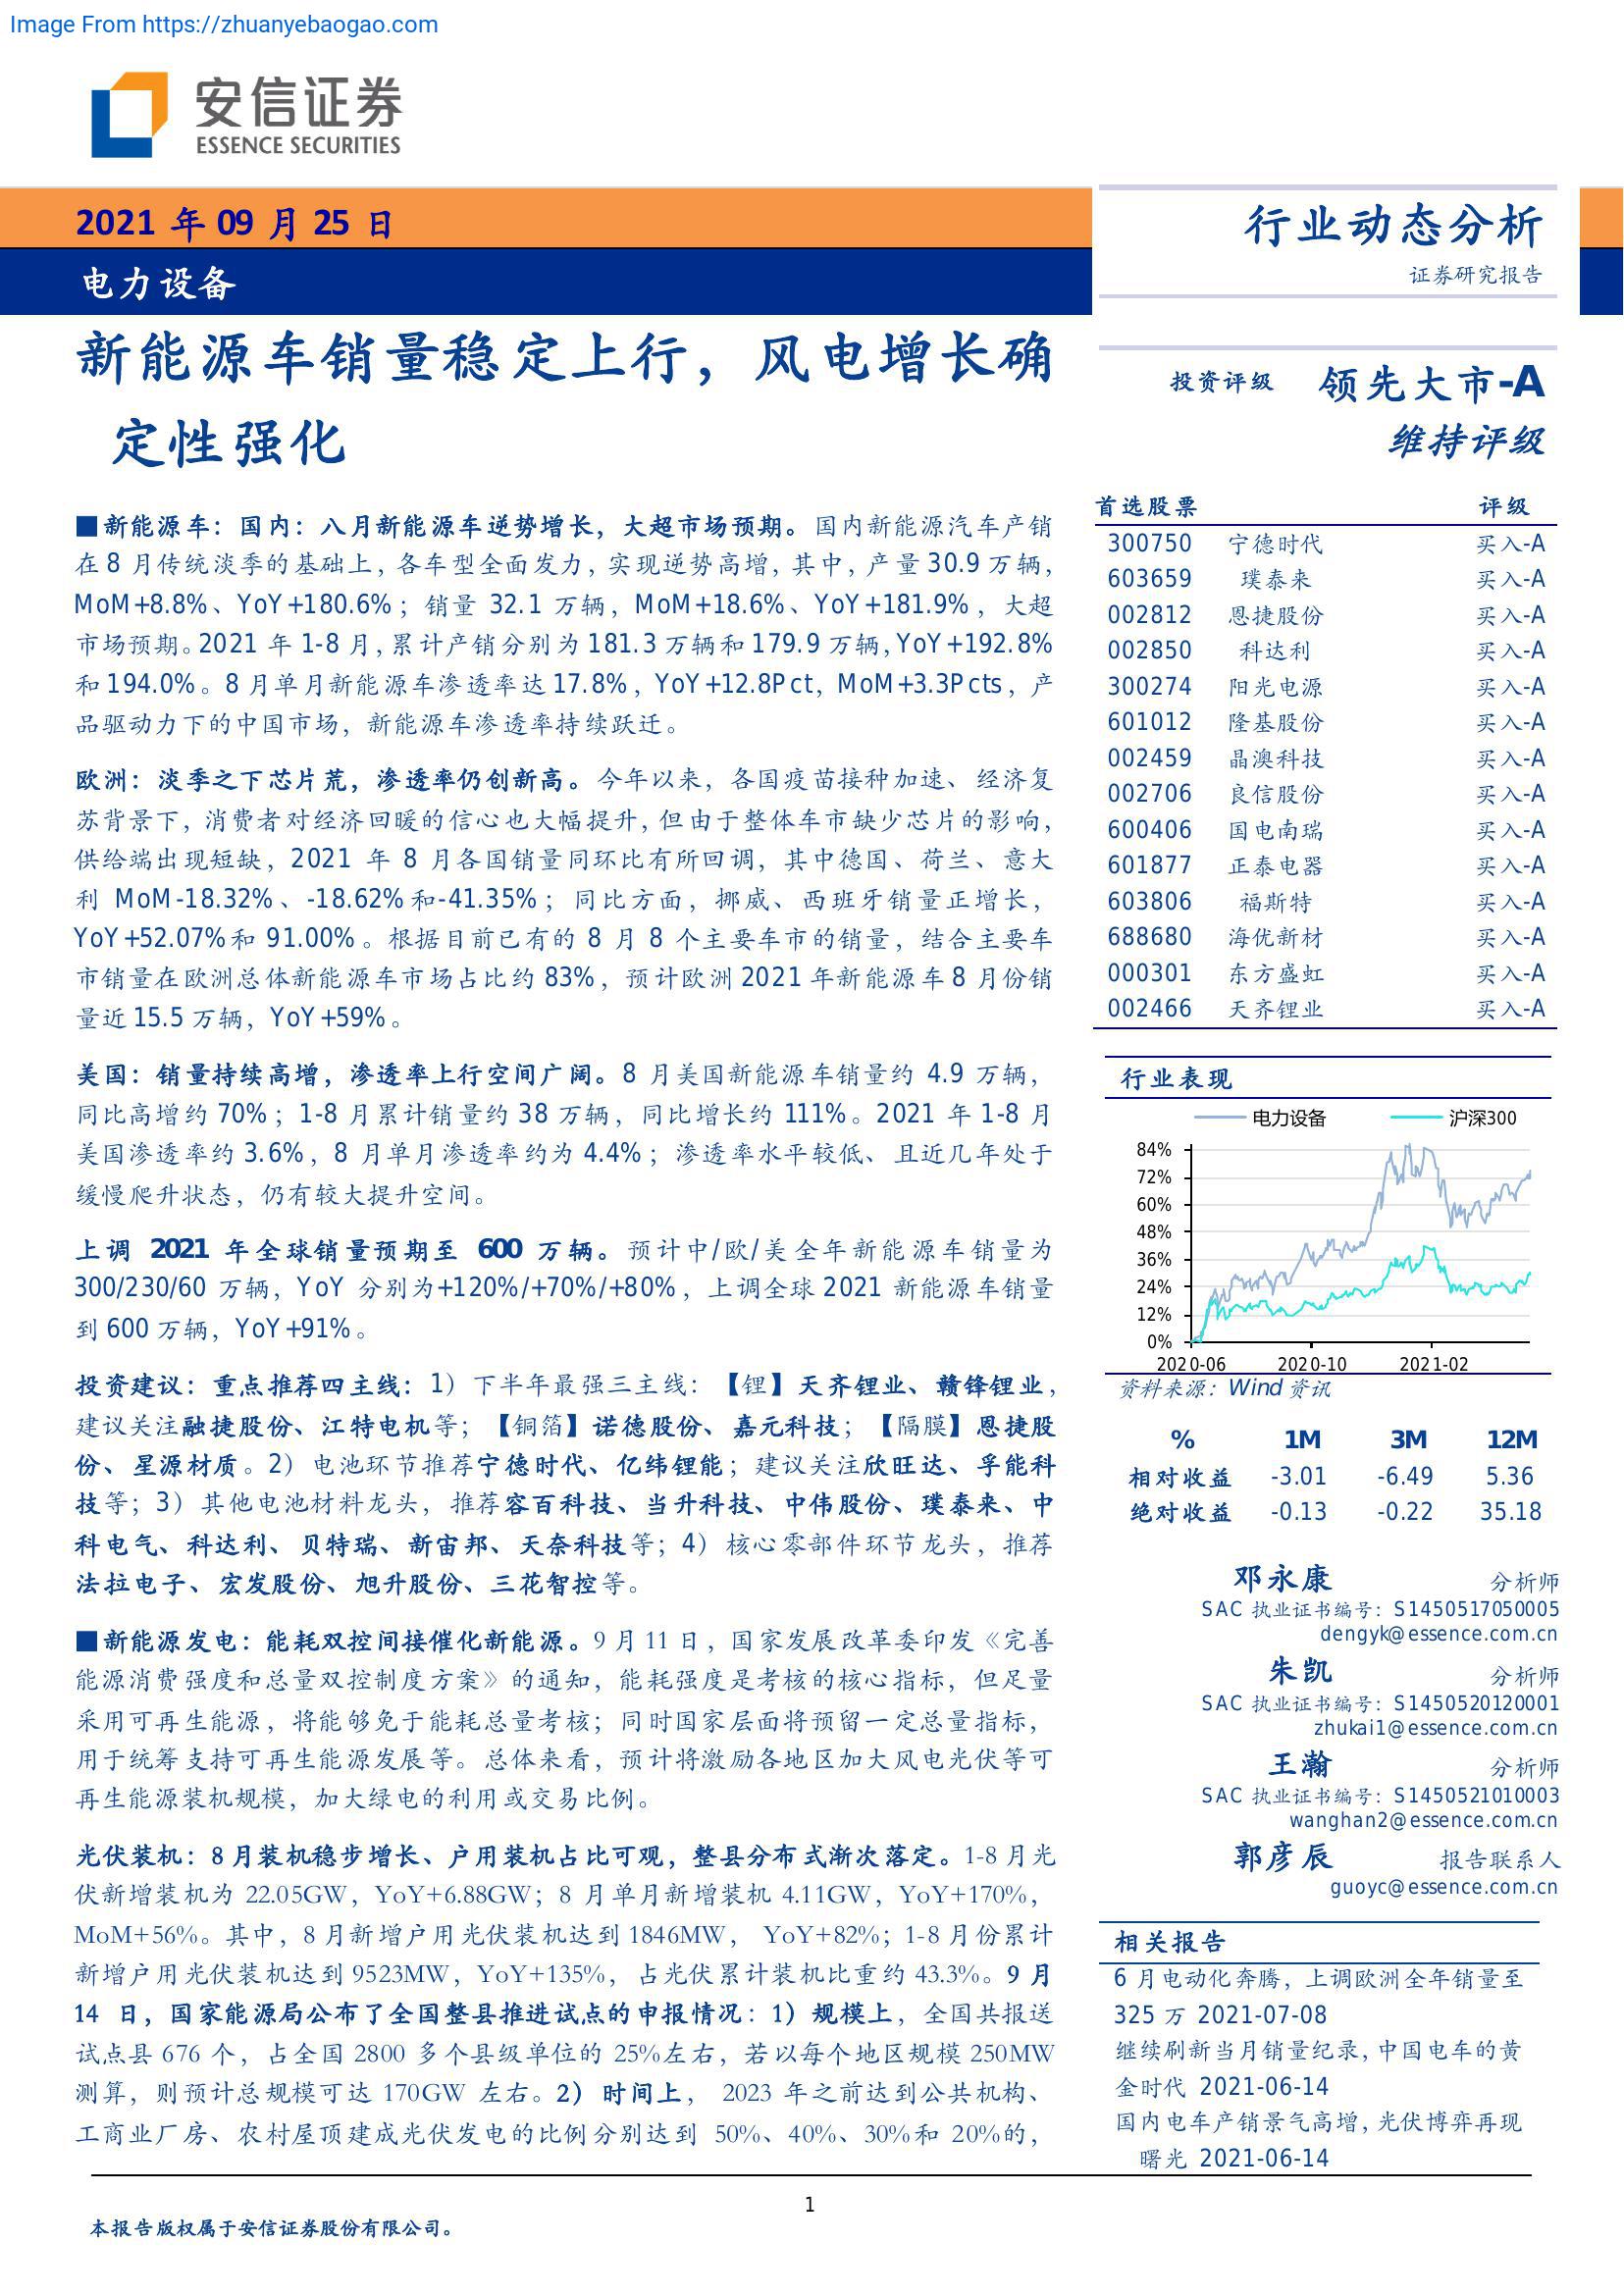 Image From https://zhuanyebaogao.com
安信证券
ESSENCE SECURITIES
2021 年 09 月 25 日
电力设备
行业动态分析
证券研究报告
新能源车销量稳定上行，风电增长确
定性强化
■新能源车：国内：八月新能源车逆势增长，大超市场预期。国内新能源汽车产销
在 8 月传统淡季的基础上，各车型全面发力，实现逆势高增，其中，产量 30.9 万辆，
MoM+8.8%、YoY+180.6%；销量 32.1 万辆，MoM+18.6%、YoY+181.9%，大超
市场预期。2021 年 1-8 月，累计产销分别为 181.3 万辆和 179.9 万辆，YoY+192.8%
和 194.0%。8 月单月新能源车渗透率达 17.8%，YoY+12.8Pct，MoM+3.3Pcts，产
品驱动力下的中国市场，新能源车渗透率持续跃迁。
欧洲：淡季之下芯片荒，渗透率仍创新高。今年以来，各国疫苗接种加速、经济复
苏背景下，消费者对经济回暖的信心也大幅提升，但由于整体车市缺少芯片的影响，
供给端出现短缺，2021 年 8 月各国销量同环比有所回调，其中德国、荷兰、意大
利 MoM-18.32%、-18.62%和-41.35%；同比方面，挪威、西班牙销量正增长，
YoY+52.07%和 91.00%。根据目前已有的 8 月 8 个主要车市的销量，结合主要车
市销量在欧洲总体新能源车市场占比约 83%，预计欧洲 2021 年新能源车 8 月份销
量近 15.5 万辆，YoY+59%。
美国：销量持续高增，渗透率上行空间广阔。8 月美国新能源车销量约 4.9 万辆，
同比高增约 70%；1-8 月累计销量约 38 万辆，同比增长约 111%。2021 年 1-8 月
美国渗透率约 3.6%，8 月单月渗透率约为 4.4%；渗透率水平较低、且近几年处于
缓慢爬升状态，仍有较大提升空间。
上调 2021 年全球销量预期至 600 万辆。预计中/欧/美全年新能源车销量为
300/230/60 万辆，YoY 分别为+120%/+70%/+80%，上调全球 2021 新能源车销量
到 600 万辆，YoY+91%。
投资建议：重点推荐四主线：1）下半年最强三主线：【锂】天齐锂业、赣锋锂业，
建议关注融捷股份、江特电机等；【铜箔】诺德股份、嘉元科技；【隔膜】恩捷股
份、星源材质。2）电池环节推荐宁德时代、亿纬锂能；建议关注欣旺达、孚能科
技等；3）其他电池材料龙头，推荐容百科技、当升科技、中伟股份、璞泰来、中
科电气、科达利、贝特瑞、新宙邦、天奈科技等；4）核心零部件环节龙头，推荐
法拉电子、宏发股份、旭升股份、三花智控等。
■新能源发电：能耗双控间接催化新能源。9 月 11 日，国家发展改革委印发《完善
能源消费强度和总量双控制度方案》的通知，能耗强度是考核的核心指标，但足量
采用可再生能源，将能够免于能耗总量考核；同时国家层面将预留一定总量指标，
用于统筹支持可再生能源发展等。总体来看，预计将激励各地区加大风电光伏等可
再生能源装机规模，加大绿电的利用或交易比例。
光伏装机：8 月装机稳步增长、户用装机占比可观，整县分布式渐次落定。1-8 月光
伏新增装机为 22.05GW，YoY+6.88GW；8 月单月新增装机 4.11GW，YoY+170%，
MoM+56%。其中，8 月新增户用光伏装机达到 1846MW， YoY+82%；1-8 月份累计
新增户用光伏装机达到 9523MW，YoY+135%，占光伏累计装机比重约 43.3%。9 月
14 日，国家能源局公布了全国整县推进试点的申报情况：1）规模上，全国共报送
试点县 676 个，占全国 2800 多个县级单位的 25%左右，若以每个地区规模 250MW
测算，则预计总规模可达 170GW 左右。2）时间上， 2023 年之前达到公共机构、
工商业厂房、农村屋顶建成光伏发电的比例分别达到 50%、40%、30%和 20%的，
投资评级 领先大市-A
维持评级
首选股票 评级
300750 宁德时代 买入-A
603659 璞泰来 买入-A
002812 恩捷股份 买入-A
002850 科达利 买入-A
300274 阳光电源 买入-A
601012 隆基股份 买入-A
002459 晶澳科技 买入-A
002706 良信股份 买入-A
600406 国电南瑞 买入-A
601877 正泰电器 买入-A
603806 福斯特 买入-A
688680 海优新材 买入-A
000301 东方盛虹 买入-A
002466 天齐锂业 买入-A
行业表现
电力设备 沪深300
84%
72%
60%
48%
36%
24%
12%
0%
2020-06 2020-10 2021-02
资料来源：Wind 资讯
% 1M 3M 12M
相对收益 -3.01 -6.49 5.36
绝对收益 -0.13 -0.22 35.18
邓永康 分析师
SAC 执业证书编号：S1450517050005
dengyk@essence.com.cn
朱凯 分析师
SAC 执业证书编号：S1450520120001
zhukai1@essence.com.cn
王瀚 分析师
SAC 执业证书编号：S1450521010003
wanghan2@essence.com.cn
郭彦辰 报告联系人
guoyc@essence.com.cn
相关报告
6 月电动化奔腾，上调欧洲全年销量至
325 万 2021-07-08
继续刷新当月销量纪录，中国电车的黄
金时代 2021-06-14
国内电车产销景气高增，光伏博弈再现
曙光 2021-06-14
1
本报告版权属于安信证券股份有限公司。